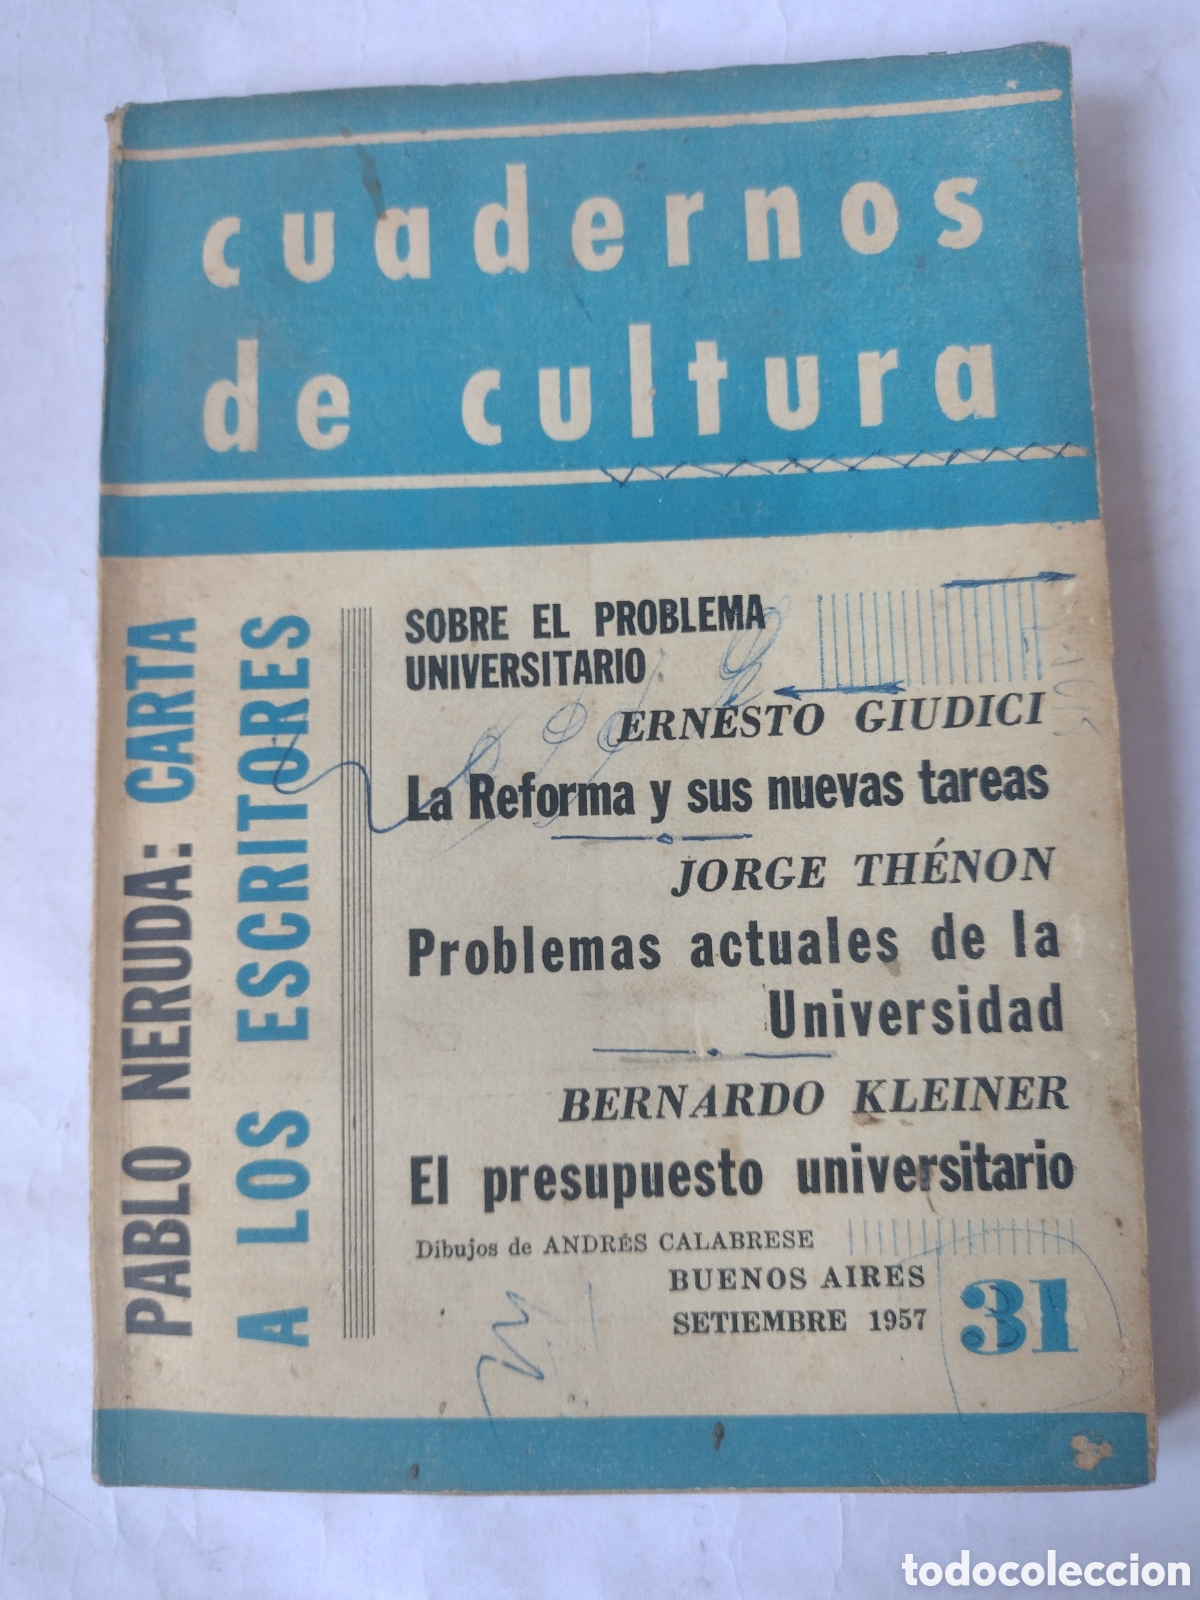 cuadernos
de cultura
PABLO NERUDA: CARTA
A LOS ESCRITORES
SOBRE EL PROBLEMA
UNIVERSITARIO
ERNESTO GIUDICI
La Reforma y sus nuevas tareas
JORGE THÉNON
Problemas actuales de la
Universidad
BERNARDO KLEINER
El presupuesto universitario
Dibujos de ANDRÉS CALABRESE
BUENOS AIRES
SETIEMBRE 1957
31
todocoleccion